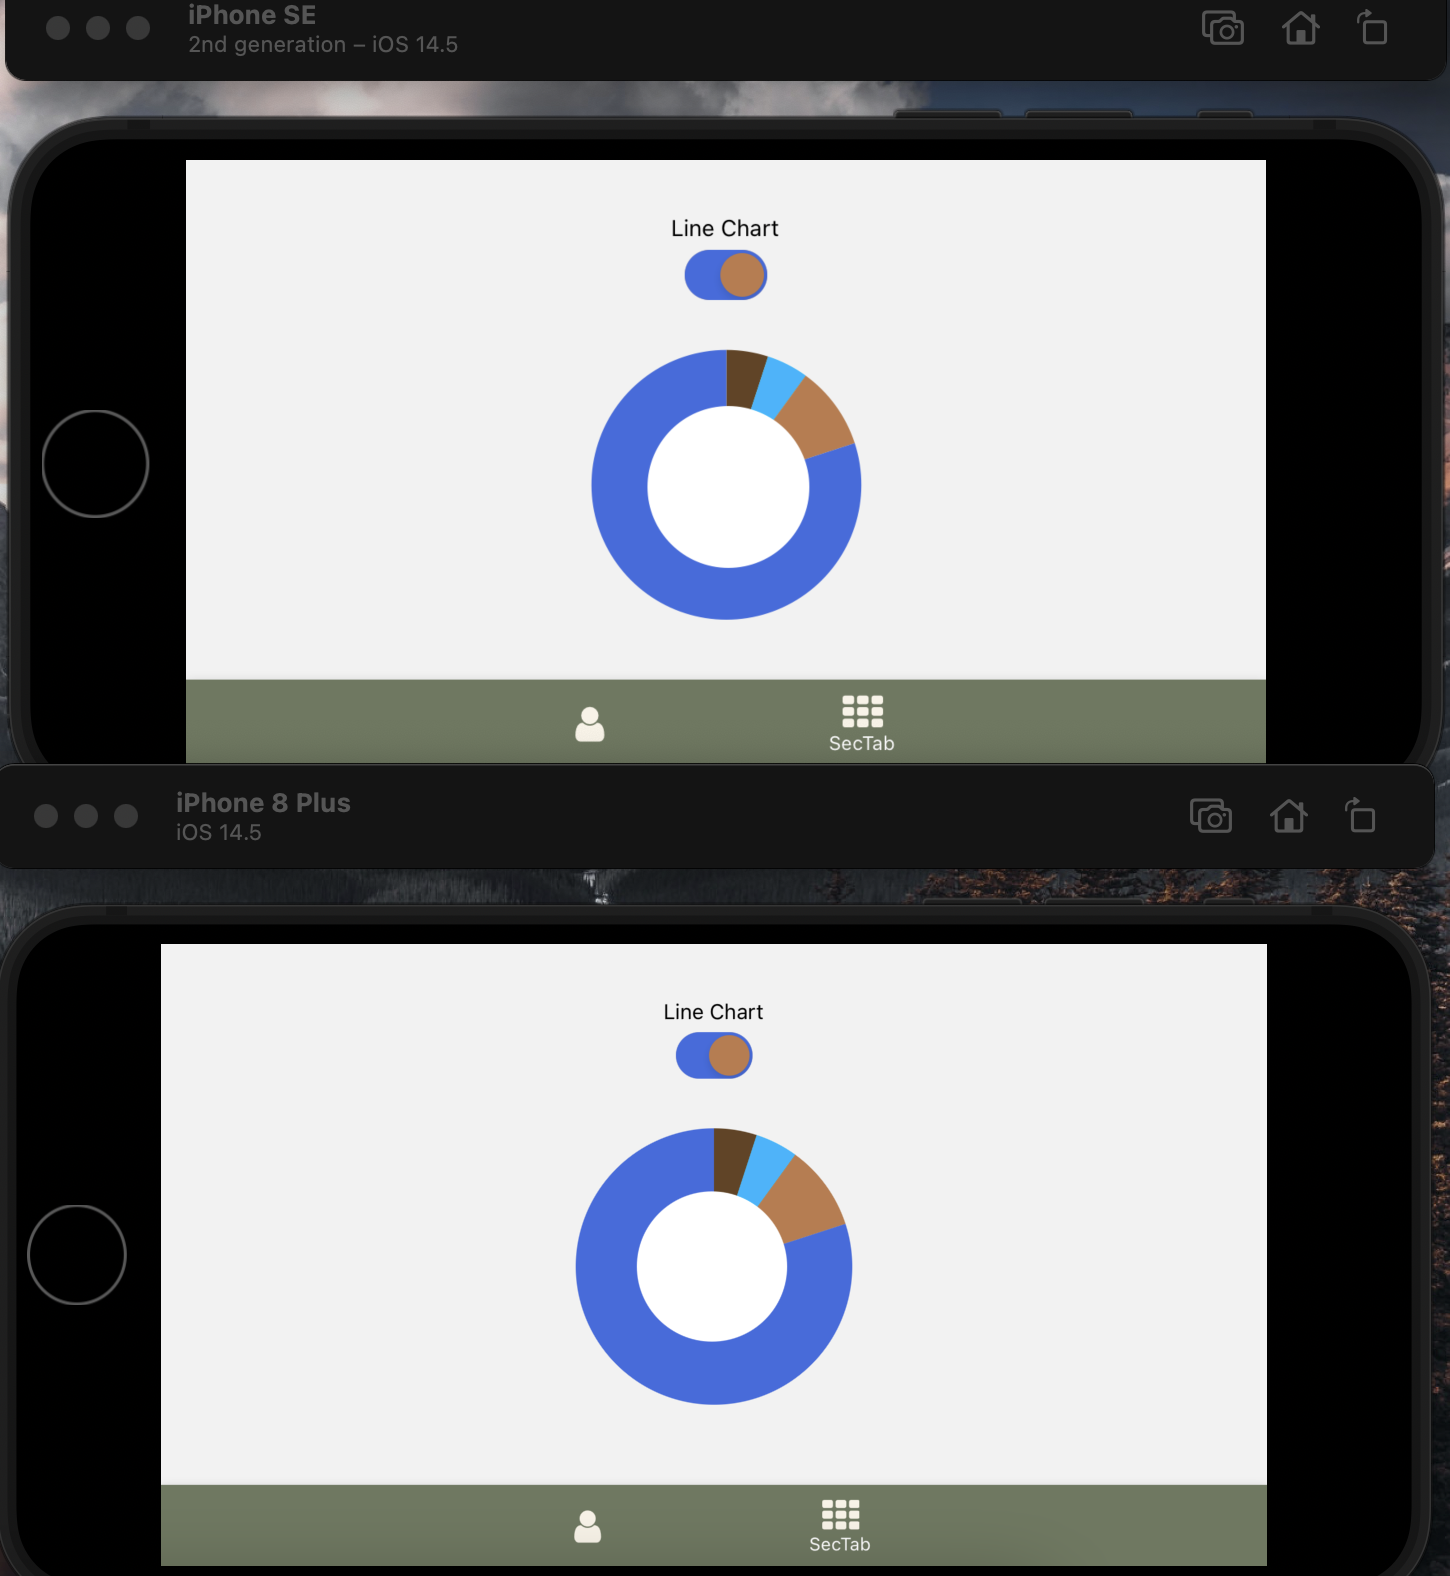 iPhone SE
2nd generation – iOS 14.5
Line Chart
SecTab
iPhone 8 Plus
iOS 14.5
Line Chart
SecTab